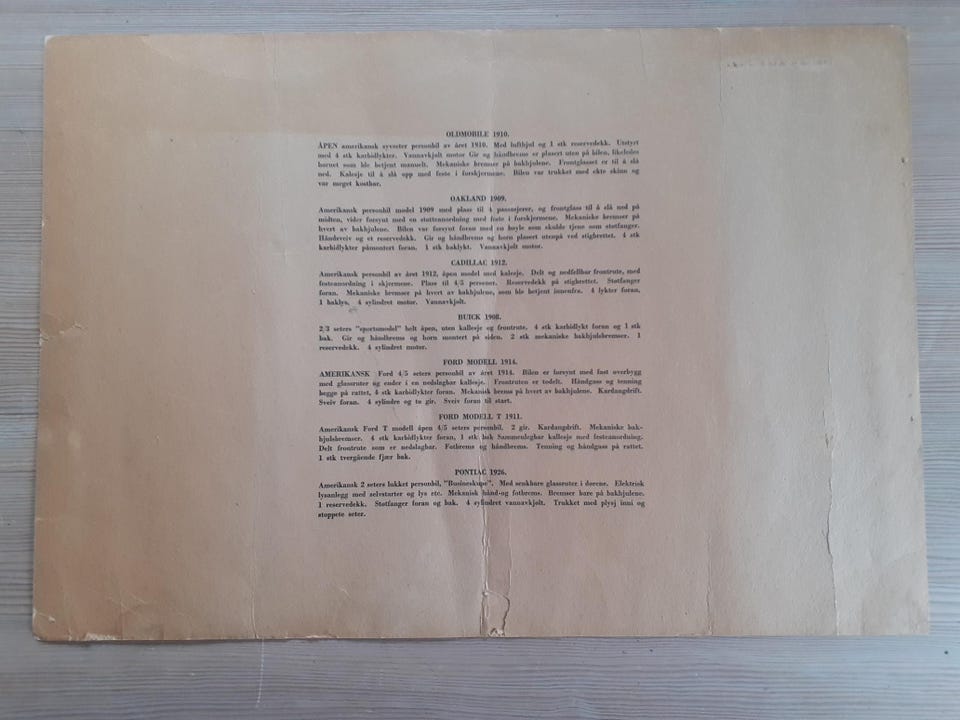 OLDMOBILE 1910.
ÅPEN amerikansk syvseter personbil av året 1910. Med lufthjul og 1 stk reservedekk. Utstyrt
med 4 stk karbidlykter. Vannavkjølt motor Gir og håndbrems er plasert uten på bilen, likeledes
hornet som ble betjent manuelt. Mekaniske bremser på bakhjulene. Frontglasset er til å slå
ned. Kalesje til å slå opp med feste i forskjermene. Bilen var trukket med ekte skinn og
var meget kostbar.
OAKLAND 1909.
Amerikansk personbil model 1909 med plass til 4 passasjerer, og frontglass til å slå ned på
midten, vider forsynt med en støtteanordning med feste i forskjermene. Mekaniske bremser på
hvert av bakhjulene. Bilen var forsynt foran med en bøyle som skulde tjene som støtfanger.
Håndsveiv og et reservedekk. Gir og håndbrems og horn plasert utenpå ved stigbrettet. 4 stk
karbidlykter påmontert foran. 1 stk baklykt. Vannavkjølt motor.
CADILLAC 1912.
Amerikansk personbil av året 1912, åpen model med kalesje. Delt og nedfellbar frontrute, med
festeanordning i skjermene. Plass til 4/5 personer. Reservedekk på stigbrettet. Støtfanger
foran. Mekaniske bremser på hvert av bakhjulene, som ble betjent innenfra. 4 lykter foran,
1 baklys, 4 sylindret motor. Vannavkjølt.
BUICK 1908.
2/3 seters "sportsmodel" helt åpen, uten kallesje og frontrute. 4 stk karbidlykt foran og 1 stk
bak. Gir og håndbrems og horn montert på siden. 2 stk mekaniske bakhjulsbremser. 1
reservedekk. 4 sylindret motor.
FORD MODELL 1914.
AMERIKANSK Ford 4/5 seters personbil av året 1914. Bilen er forsynt med fast overbygg
med glassruter og ender i en nedslagbar kallesje. Frontruten er todelt. Håndgass og tenning
begge på rattet, 4 stk karbidlykter foran. Mekanisk brems på hvert av bakhjulene. Kardangdrift.
Sveiv foran. 4 sylindre og to gir. Sveiv foran til start.
FORD MODELL T 1911.
Amerikansk Ford T modell åpen 4/5 seters personbil. 2 gir. Kardangdrift. Mekaniske bak-
hjulsbremser. 4 stk karbidlykter foran, 1 stk bak Sammenlegbar kallesje med festeanordning.
Delt frontrute som er nedslagbar. Fotbrems og håndbrems. Tenning og håndgass på rattet.
1 stk tvergående fjær bak.
PONTIAC 1926.
Amerikansk 2 seters lukket personbil, "Busineskupe". Med senkbare glassruter i dørene. Elektrisk
lysanlegg med selvstarter og lys etc. Mekanisk hånd-og fotbrems. Bremser bare på bakhjulene.
1 reservedekk. Støtfanger foran og bak. 4 sylindret vannavkjølt. Trukket med plysj inni og
stoppete seter.